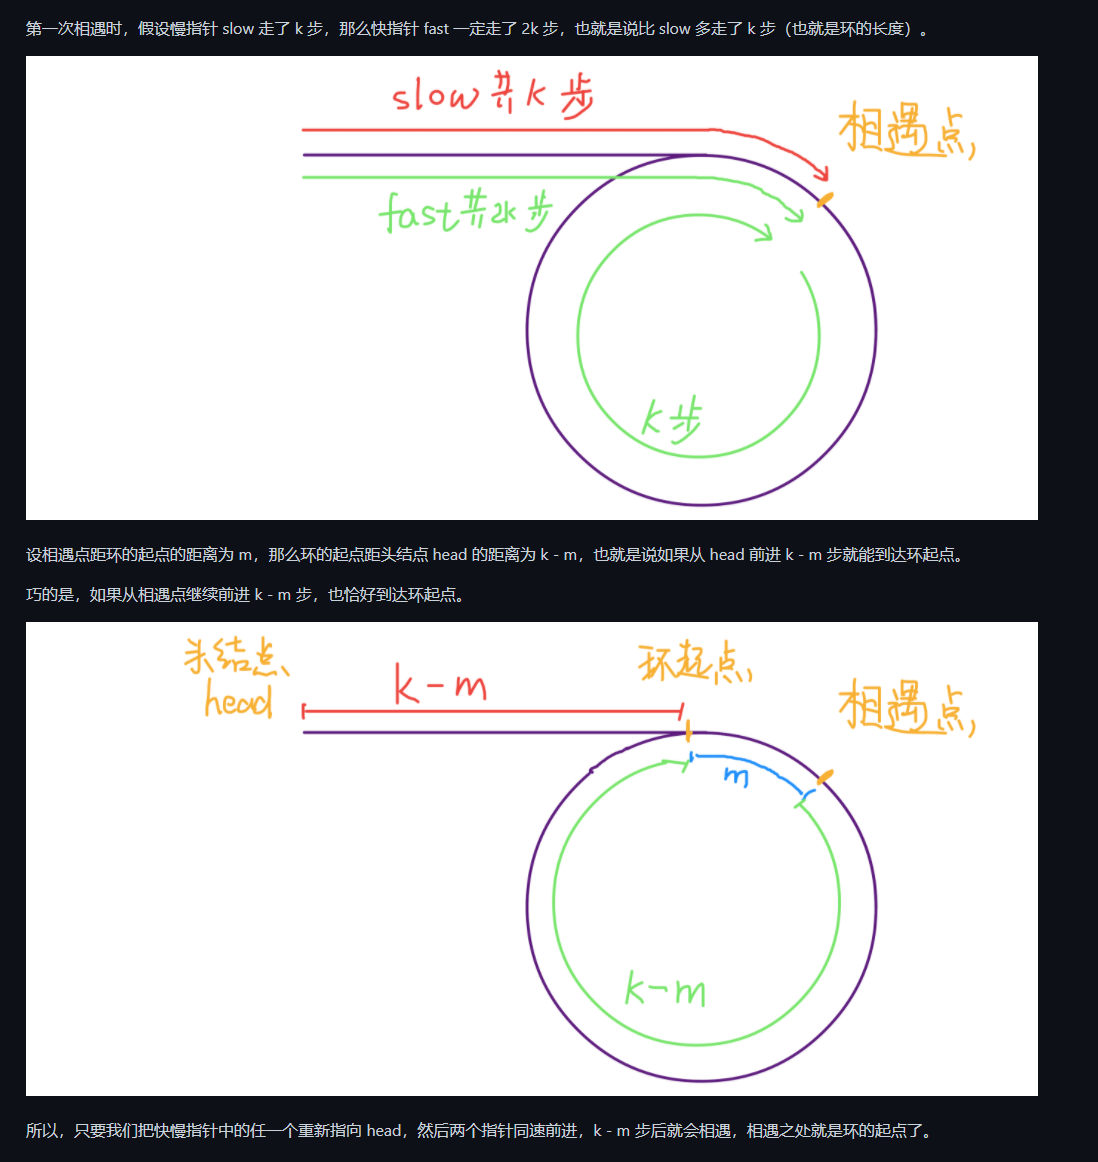 第一次相遇时，假设慢指针 slow 走了 k 步，那么快指针 fast 一定走了 2k 步，也就是说比 slow 多走了 k 步（也就是环的长度）。
slow 共 k 步
相遇点
fast 共 2k 步
k 步
设相遇点距环的起点的距离为 m，那么环的起点距头结点 head 的距离为 k - m，也就是说如果从 head 前进 k - m 步就能到达环起点。
巧的是，如果从相遇点继续前进 k - m 步，也恰好到达环起点。
头结点
head
k-m
环起点
相遇点
m
k-m
所以，只要我们把快慢指针中的任一个重新指向 head，然后两个指针同速前进，k - m 步后就会相遇，相遇之处就是环的起点了。